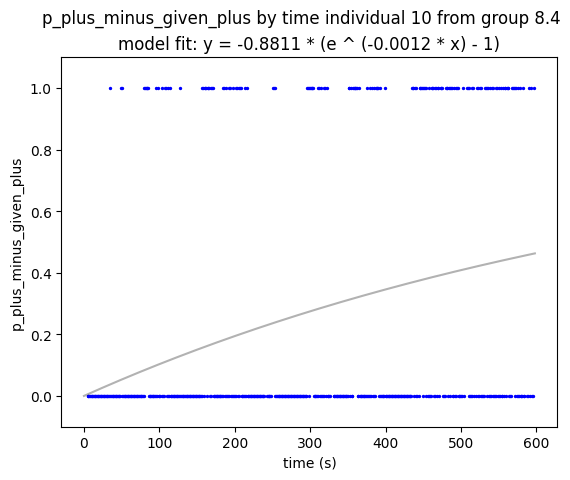 p_plus_minus_given_plus by time individual 10 from group 8.4
model fit: y = -0.8811 * (e ^ (-0.0012 * x) - 1)
p_plus_minus_given_plus
1.0
0.8
0.6
0.4
0.2
0.0
0 100 200 300 400 500 600
time (s)